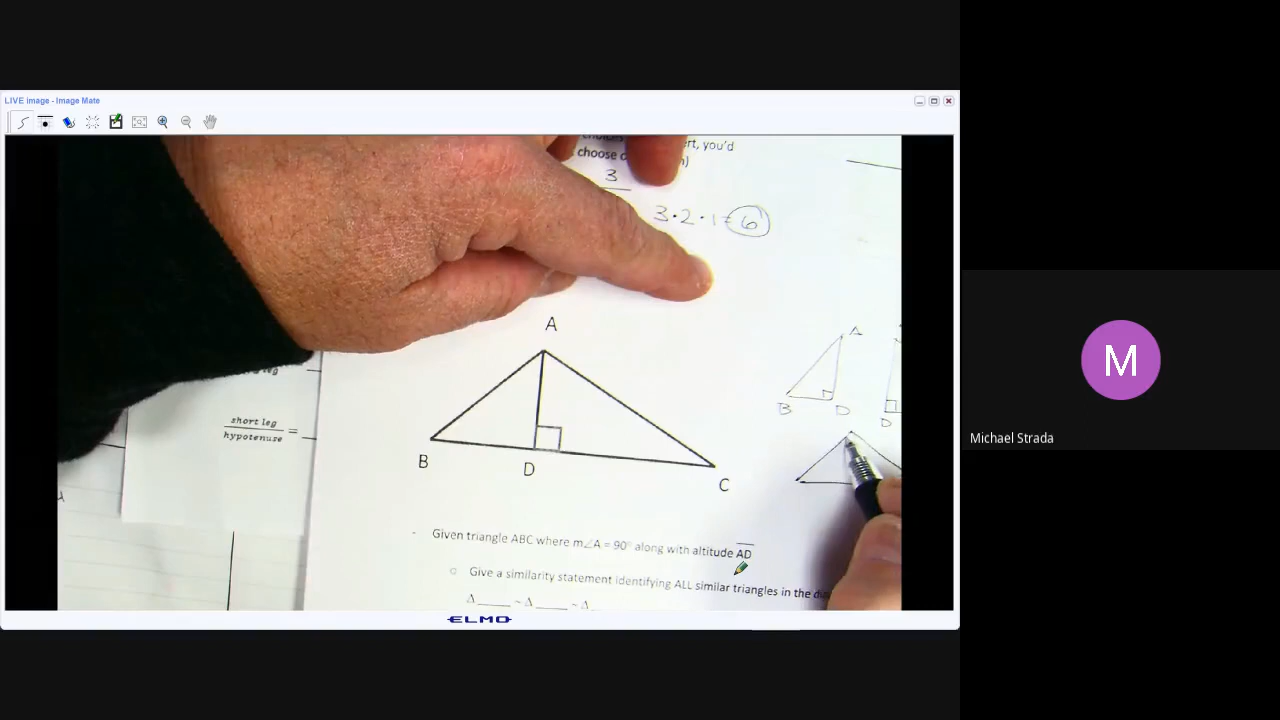 LIVE image - Image Mate
rt, you'd
choose
3
3·2·1=6
A
B
D
C
A
B
D
D
short leg
hypotenuse =
Given triangle ABC where m∠A = 90° along with altitude AD
Give a similarity statement identifying ALL similar triangles in the
Δ____ ~ Δ____ ~ Δ
ELMO
M
Michael Strada